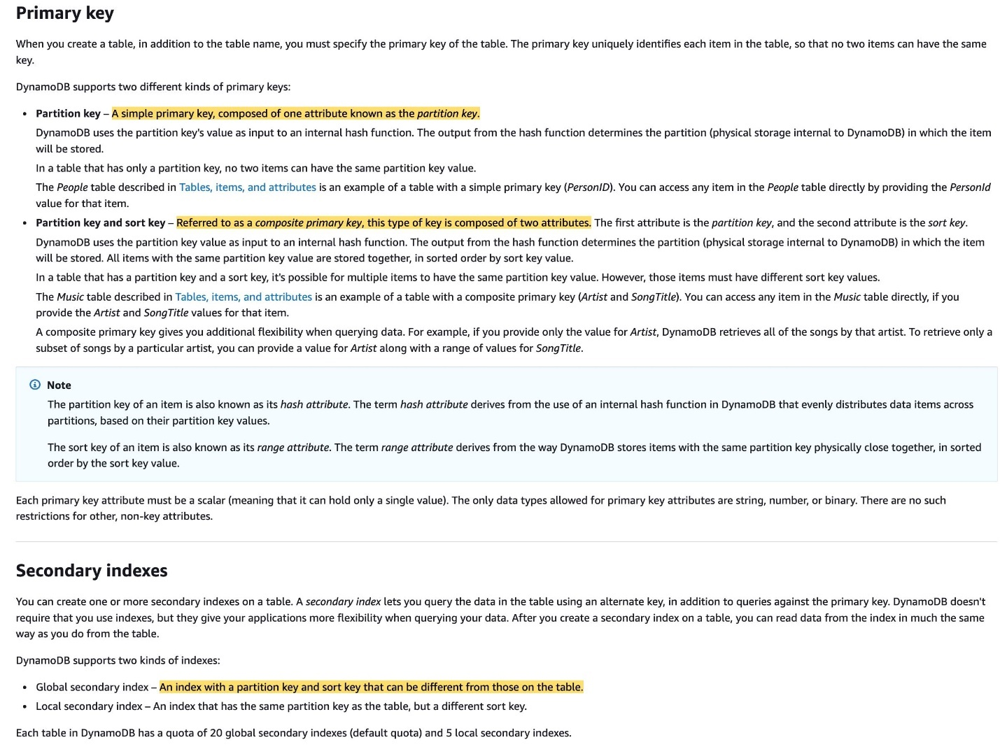 Primary key
When you create a table, in addition to the table name, you must specify the primary key of the table. The primary key uniquely identifies each item in the table, so that no two items can have the same
key.
DynamoDB supports two different kinds of primary keys:
• Partition key – A simple primary key, composed of one attribute known as the partition key.
DynamoDB uses the partition key's value as input to an internal hash function. The output from the hash function determines the partition (physical storage internal to DynamoDB) in which the item
will be stored.
In a table that has only a partition key, no two items can have the same partition key value.
The People table described in Tables, items, and attributes is an example of a table with a simple primary key (PersonID). You can access any item in the People table directly by providing the PersonId
value for that item.
• Partition key and sort key – Referred to as a composite primary key, this type of key is composed of two attributes. The first attribute is the partition key, and the second attribute is the sort key.
DynamoDB uses the partition key value as input to an internal hash function. The output from the hash function determines the partition (physical storage internal to DynamoDB) in which the item
will be stored. All items with the same partition key value are stored together, in sorted order by sort key value.
In a table that has a partition key and a sort key, it's possible for multiple items to have the same partition key value. However, those items must have different sort key values.
The Music table described in Tables, items, and attributes is an example of a table with a composite primary key (Artist and SongTitle). You can access any item in the Music table directly, if you
provide the Artist and SongTitle values for that item.
A composite primary key gives you additional flexibility when querying data. For example, if you provide only the value for Artist, DynamoDB retrieves all of the songs by that artist. To retrieve only a
subset of songs by a particular artist, you can provide a value for Artist along with a range of values for SongTitle.
Note
The partition key of an item is also known as its hash attribute. The term hash attribute derives from the use of an internal hash function in DynamoDB that evenly distributes data items across
partitions, based on their partition key values.
The sort key of an item is also known as its range attribute. The term range attribute derives from the way DynamoDB stores items with the same partition key physically close together, in sorted
order by the sort key value.
Each primary key attribute must be a scalar (meaning that it can hold only a single value). The only data types allowed for primary key attributes are string, number, or binary. There are no such
restrictions for other, non-key attributes.
Secondary indexes
You can create one or more secondary indexes on a table. A secondary index lets you query the data in the table using an alternate key, in addition to queries against the primary key. DynamoDB doesn't
require that you use indexes, but they give your applications more flexibility when querying your data. After you create a secondary index on a table, you can read data from the index in much the same
way as you do from the table.
DynamoDB supports two kinds of indexes:
• Global secondary index – An index with a partition key and sort key that can be different from those on the table.
• Local secondary index – An index that has the same partition key as the table, but a different sort key.
Each table in DynamoDB has a quota of 20 global secondary indexes (default quota) and 5 local secondary indexes.